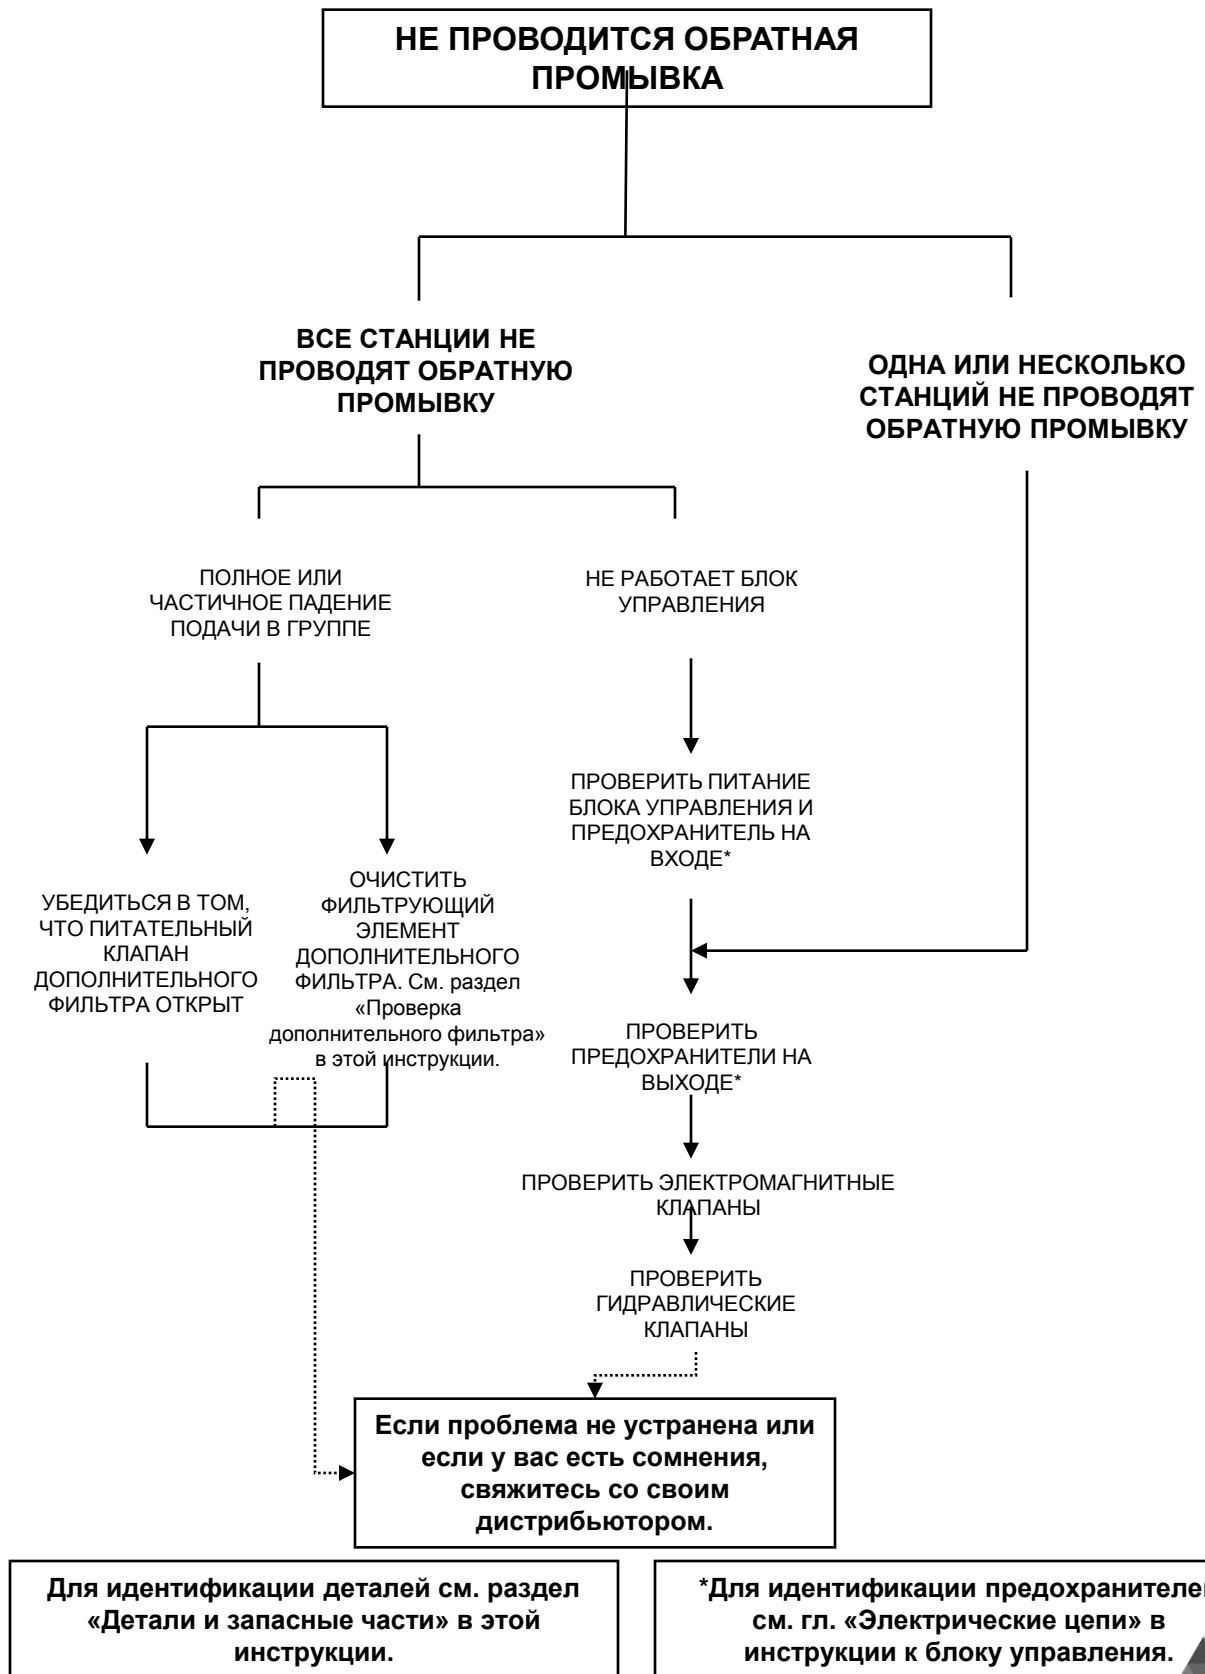 НЕ ПРОВОДИТСЯ ОБРАТНАЯ
ПРОМЫВКА
ВСЕ СТАНЦИИ НЕ
ПРОВОДЯТ ОБРАТНУЮ
ПРОМЫВКУ
ОДНА ИЛИ НЕСКОЛЬКО
СТАНЦИЙ НЕ ПРОВОДЯТ
ОБРАТНУЮ ПРОМЫВКУ
ПОЛНОЕ ИЛИ
ЧАСТИЧНОЕ ПАДЕНИЕ
ПОДАЧИ В ГРУППЕ
НЕ РАБОТАЕТ БЛОК
УПРАВЛЕНИЯ
ПРОВЕРИТЬ ПИТАНИЕ
БЛОКА УПРАВЛЕНИЯ И
ПРЕДОХРАНИТЕЛЬ НА
ВХОДЕ*
УБЕДИТЬСЯ В ТОМ,
ЧТО ПИТАТЕЛЬНЫЙ
КЛАПАН
ДОПОЛНИТЕЛЬНОГО
ФИЛЬТРА ОТКРЫТ
ОЧИСТИТЬ
ФИЛЬТРУЮЩИЙ
ЭЛЕМЕНТ
ДОПОЛНИТЕЛЬНОГО
ФИЛЬТРА. См. раздел
«Проверка
дополнительного фильтра»
в этой инструкции.
ПРОВЕРИТЬ
ПРЕДОХРАНИТЕЛИ НА
ВЫХОДЕ*
ПРОВЕРИТЬ ЭЛЕКТРОМАГНИТНЫЕ
КЛАПАНЫ
ПРОВЕРИТЬ
ГИДРАВЛИЧЕСКИЕ
КЛАПАНЫ
Если проблема не устранена или
если у вас есть сомнения,
свяжитесь со своим
дистрибьютором.
Для идентификации деталей см. раздел
«Детали и запасные части» в этой
инструкции.
*Для идентификации предохранителей
см. гл. «Электрические цепи» в
инструкции к блоку управления.